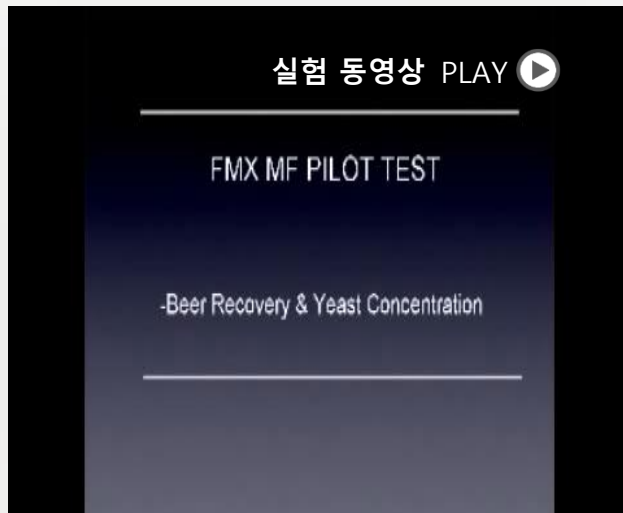 실험 동영상 PLAY
FMX MF PILOT TEST
-Beer Recovery & Yeast Concentration